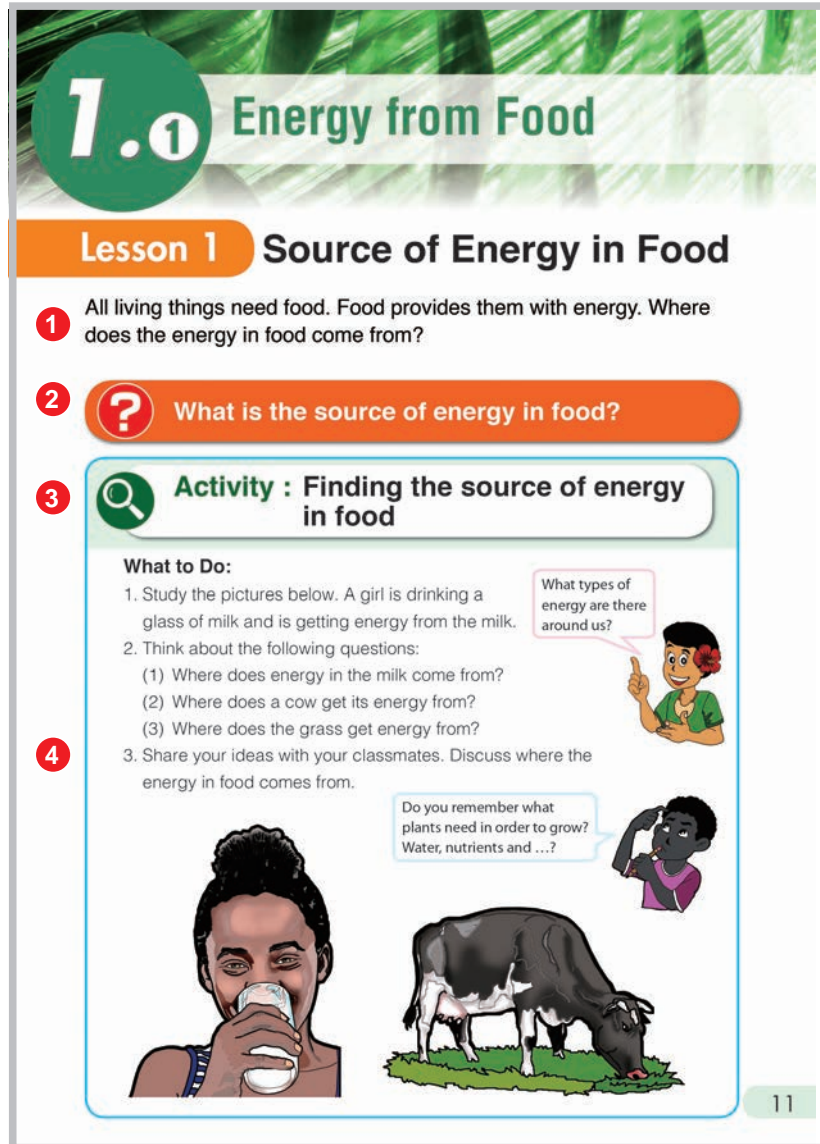 1.1 Energy from Food
Lesson 1 Source of Energy in Food
1
All living things need food. Food provides them with energy. Where
does the energy in food come from?
2
? What is the source of energy in food?
3
Activity : Finding the source of energy
in food
What to Do:
1. Study the pictures below. A girl is drinking a
glass of milk and is getting energy from the milk.
2. Think about the following questions:
(1) Where does energy in the milk come from?
(2) Where does a cow get its energy from?
(3) Where does the grass get energy from?
What types of
energy are there
around us?
4
3. Share your ideas with your classmates. Discuss where the
energy in food comes from.
Do you remember what
plants need in order to grow?
Water, nutrients and …?
11